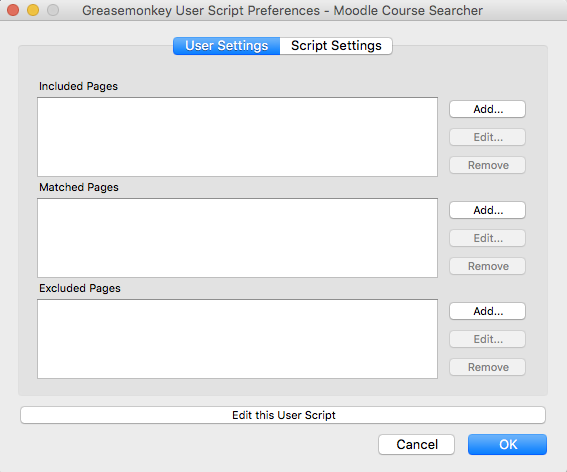 Greasemonkey User Script Preferences - Moodle Course Searcher
User Settings Script Settings
Included Pages
Add...
Edit...
Remove
Matched Pages
Add...
Edit...
Remove
Excluded Pages
Add...
Edit...
Remove
Edit this User Script
Cancel OK